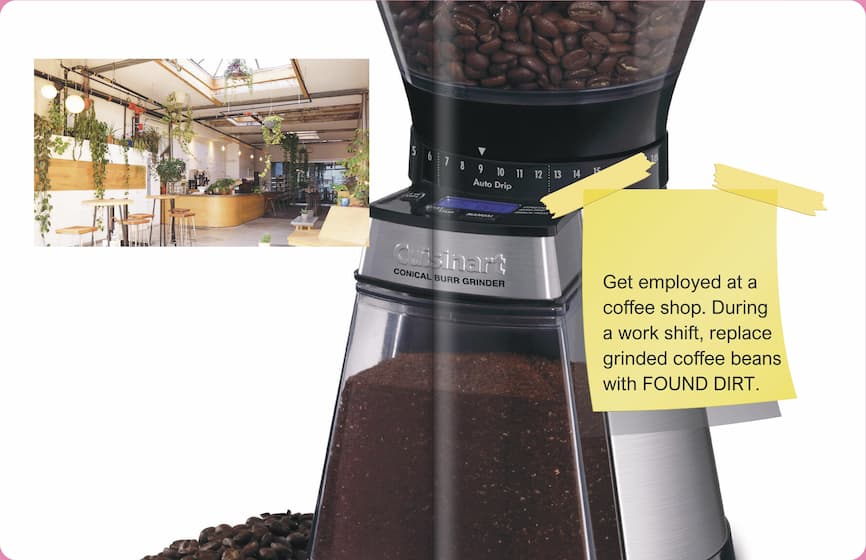 5 6 7 8 9 10 11 12 13 14 15
Auto Drip
Cuisinart
CONICAL BURR GRINDER
Get employed at a
coffee shop. During
a work shift, replace
grinded coffee beans
with FOUND DIRT.